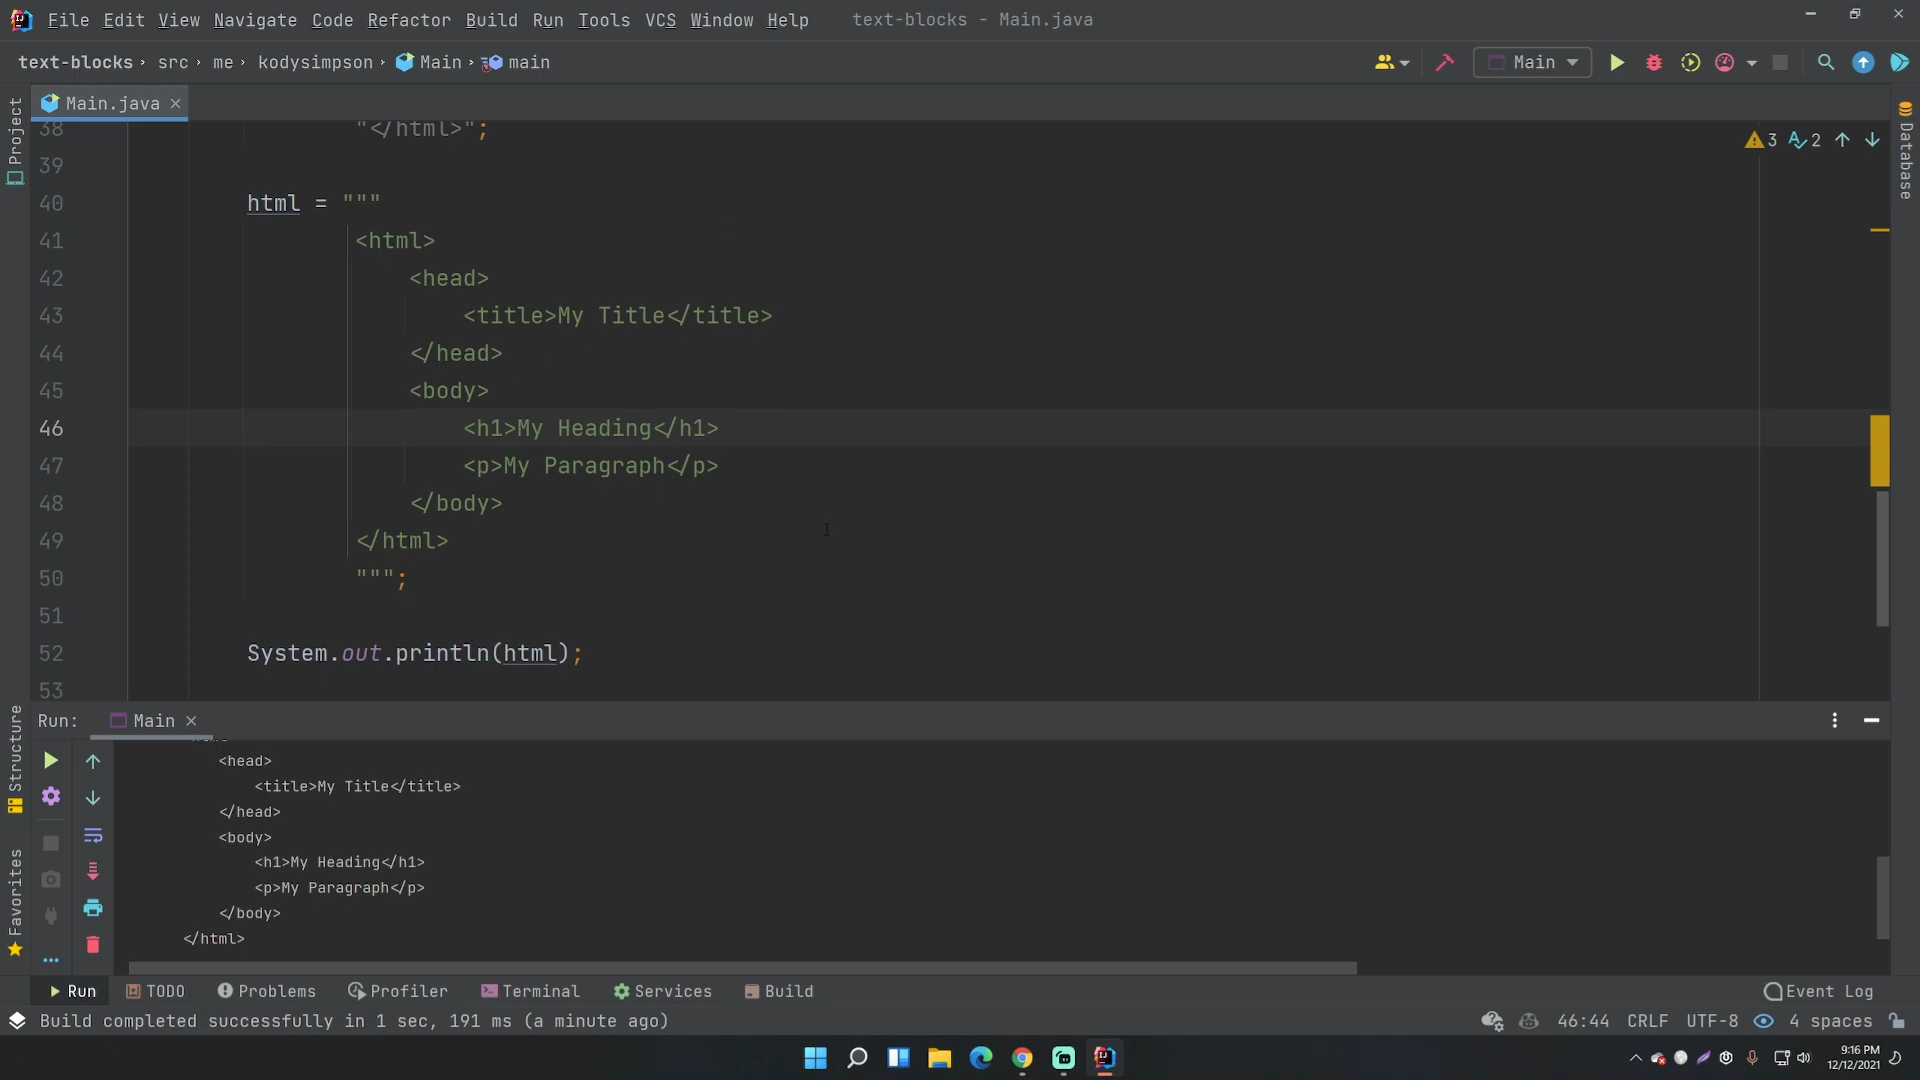 File Edit View Navigate Code Refactor Build Run Tools VCS Window Help text-blocks - Main.java
text-blocks › src › me › kodysimpson › Main › main
Main
Main.java
Project
3 2
Database
38 "</html>";
39
40 html = """
41 <html>
42 <head>
43 <title>My Title</title>
44 </head>
45 <body>
46 <h1>My Heading</h1>
47 <p>My Paragraph</p>
48 </body>
49 </html>
50 """;
51
52 System.out.println(html);
53
Structure
Favorites
Run: Main
<head>
<title>My Title</title>
</head>
<body>
<h1>My Heading</h1>
<p>My Paragraph</p>
</body>
</html>
Run TODO Problems Profiler Terminal Services Build Event Log
Build completed successfully in 1 sec, 191 ms (a minute ago) 46:44 CRLF UTF-8 4 spaces
9:16 PM
12/12/2021